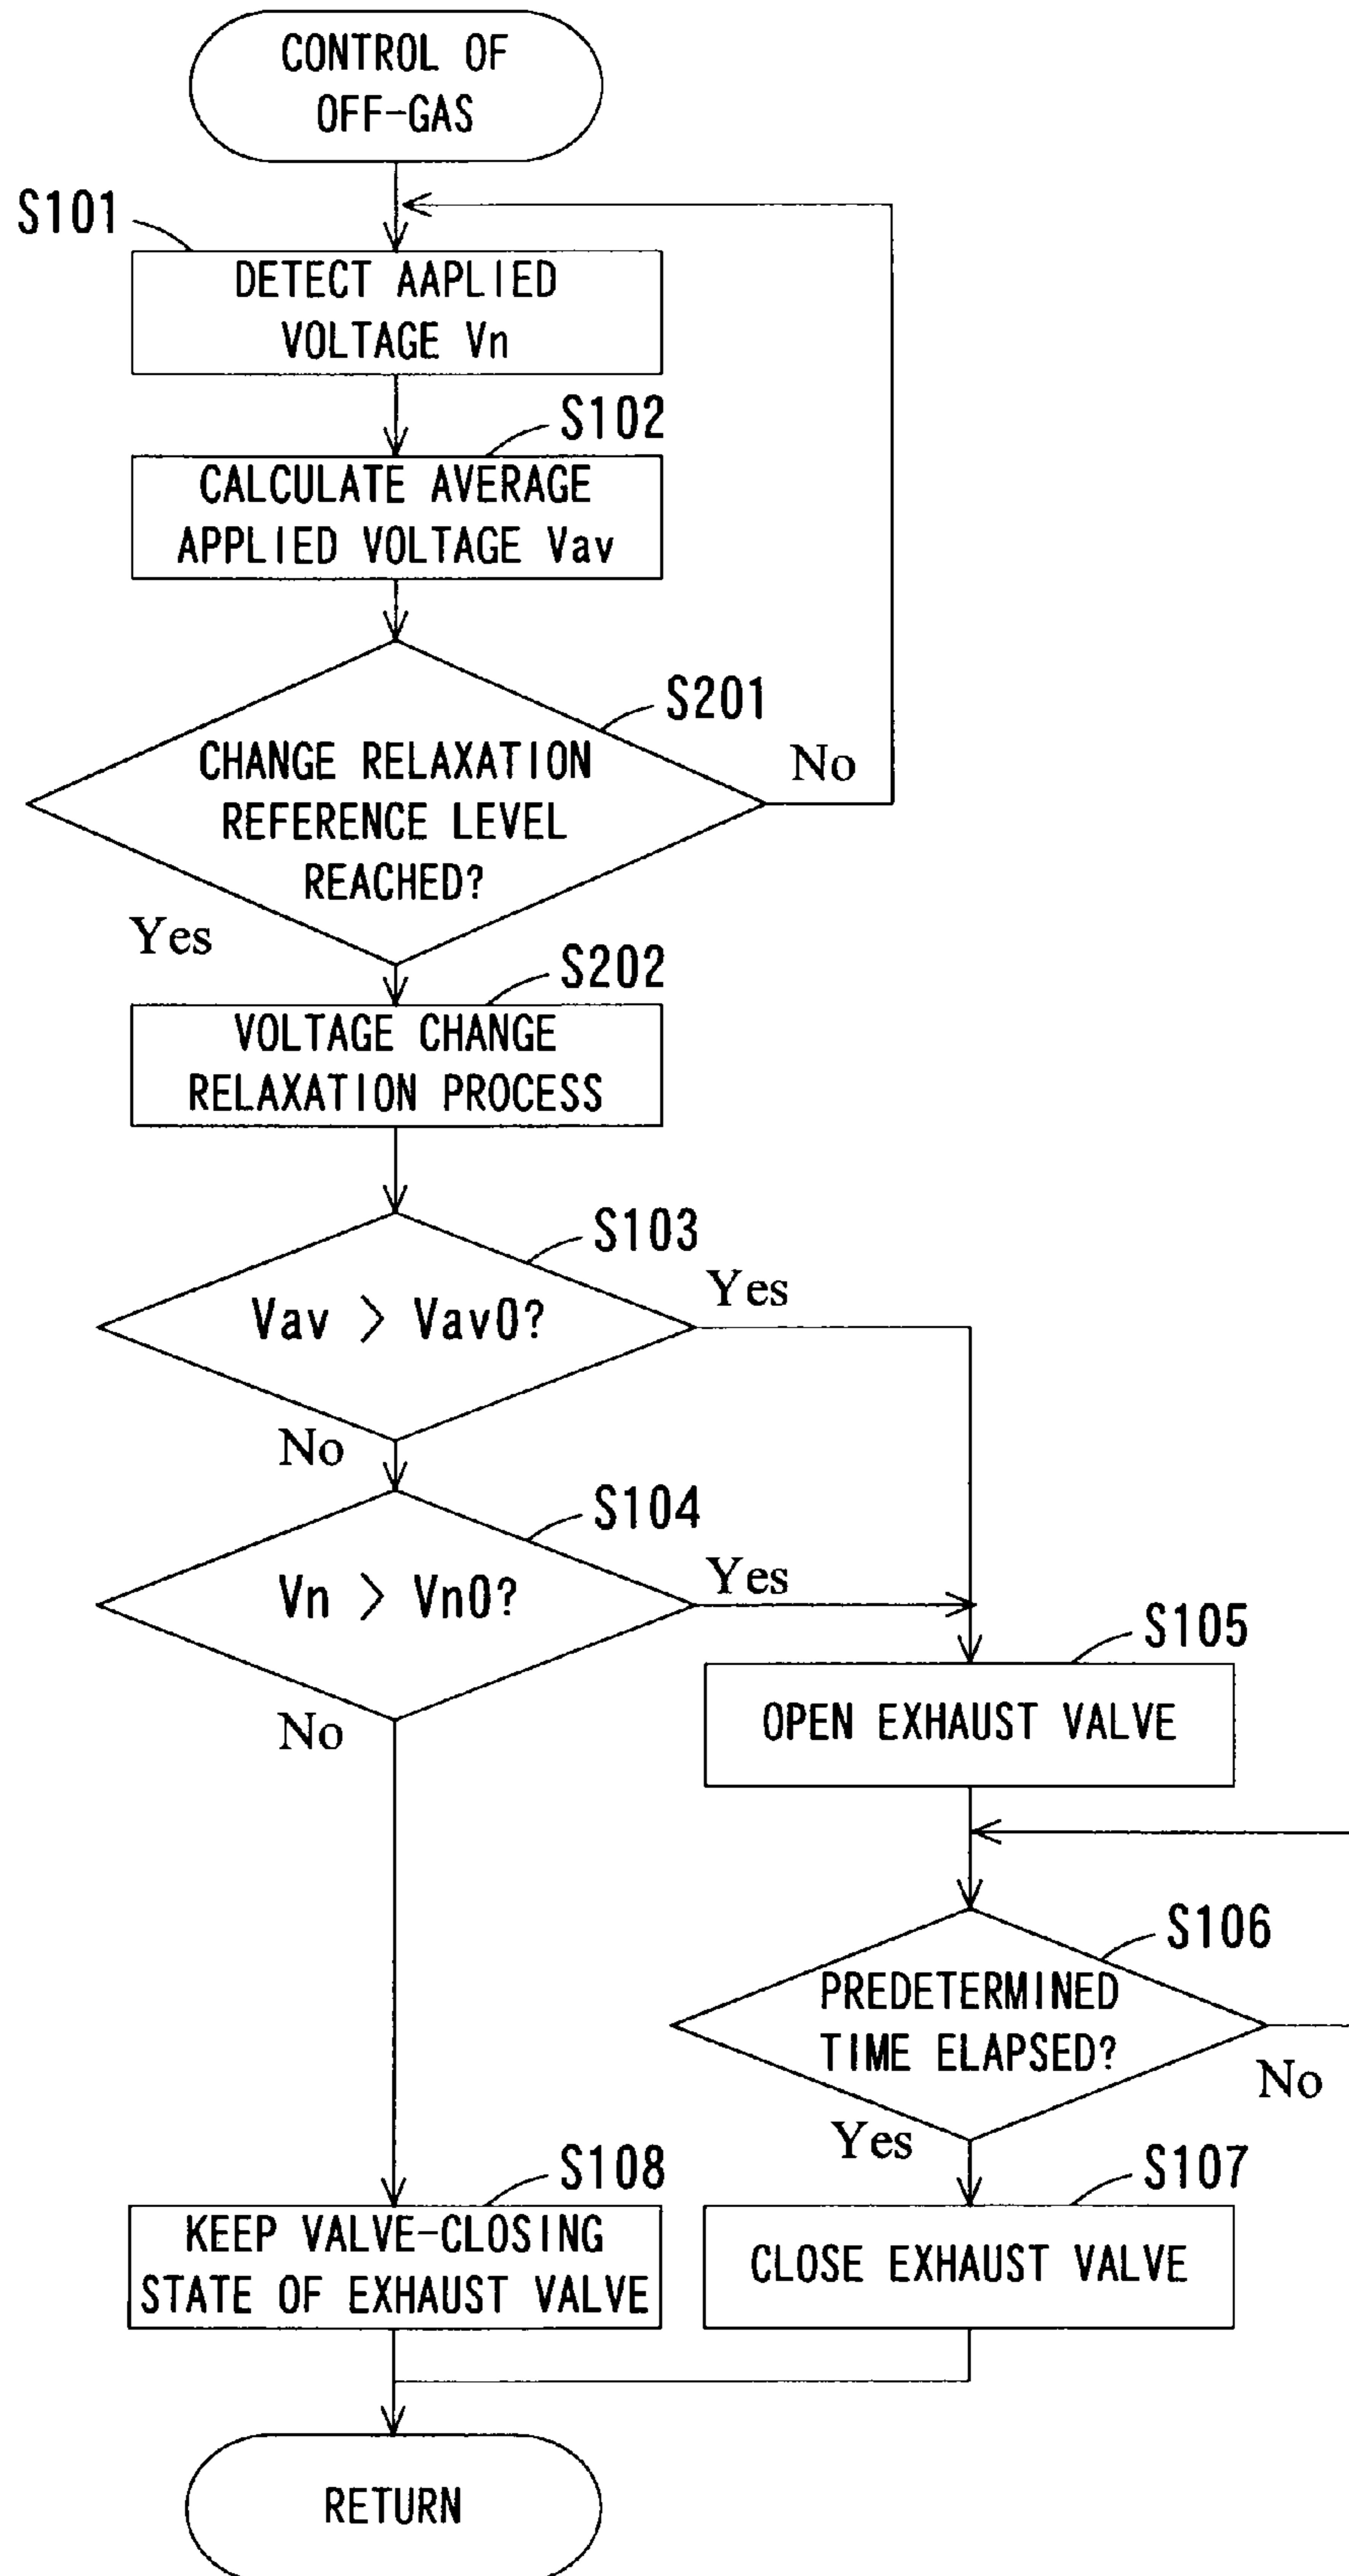 CONTROL OF
OFF-GAS
S101
DETECT AAPLIED
VOLTAGE Vn
S102
CALCULATE AVERAGE
APPLIED VOLTAGE Vav
S201
CHANGE RELAXATION
REFERENCE LEVEL
REACHED?
No
Yes
S202
VOLTAGE CHANGE
RELAXATION PROCESS
S103
Vav > Vav0?
Yes
No
S104
Vn > Vn0?
Yes
No
S105
OPEN EXHAUST VALVE
S106
PREDETERMINED
TIME ELAPSED?
No
Yes
S107
CLOSE EXHAUST VALVE
S108
KEEP VALVE-CLOSING
STATE OF EXHAUST VALVE
RETURN